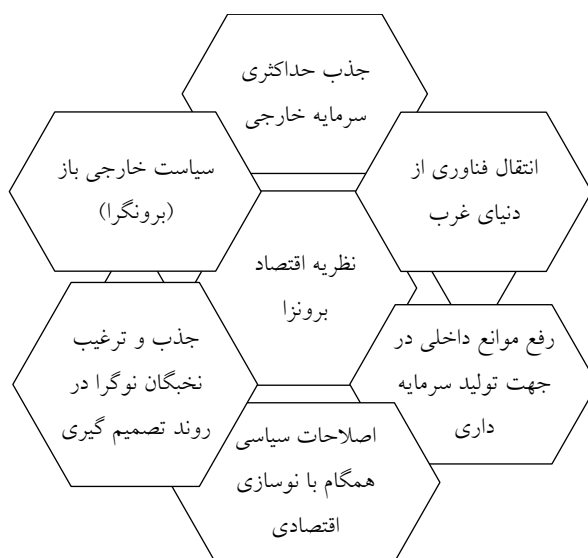 جذب حداکثری
سرمایه خارجی
انتقال فناوری از
دنیای غرب
سیاست خارجی باز
(برونگرا)
نظریه اقتصاد
برونزا
رفع موانع داخلی در
جهت تولید سرمایه
داری
جذب و ترغیب
نخبگان نوگرا در
روند تصمیم گیری
اصلاحات سیاسی
همگام با نوسازی
اقتصادی